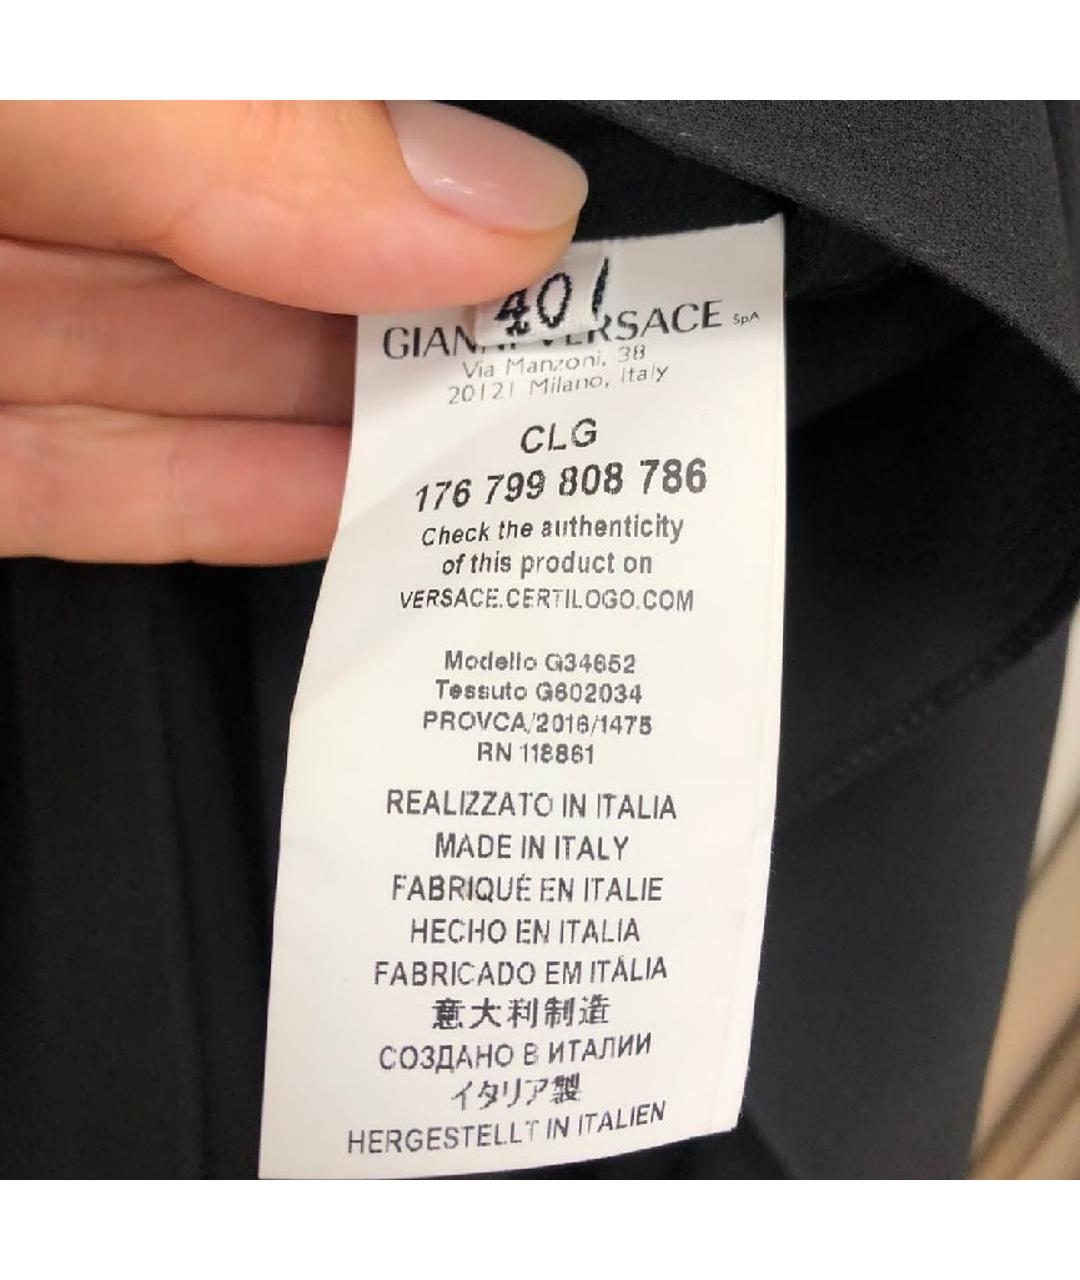 40/
GIANNI VERSACE SpA
Via Manzoni, 38
20121 Milano, Italy
CLG
176 799 808 786
Check the authenticity
of this product on
VERSACE.CERTILOGO.COM
Modello G34652
Tessuto G602034
PROVCA/2016/1475
RN 118861
REALIZZATO IN ITALIA
MADE IN ITALY
FABRIQUÉ EN ITALIE
HECHO EN ITALIA
FABRICADO EM ITÁLIA
意大利制造
СОЗДАНО В ИТАЛИИ
イタリア製
HERGESTELLT IN ITALIEN